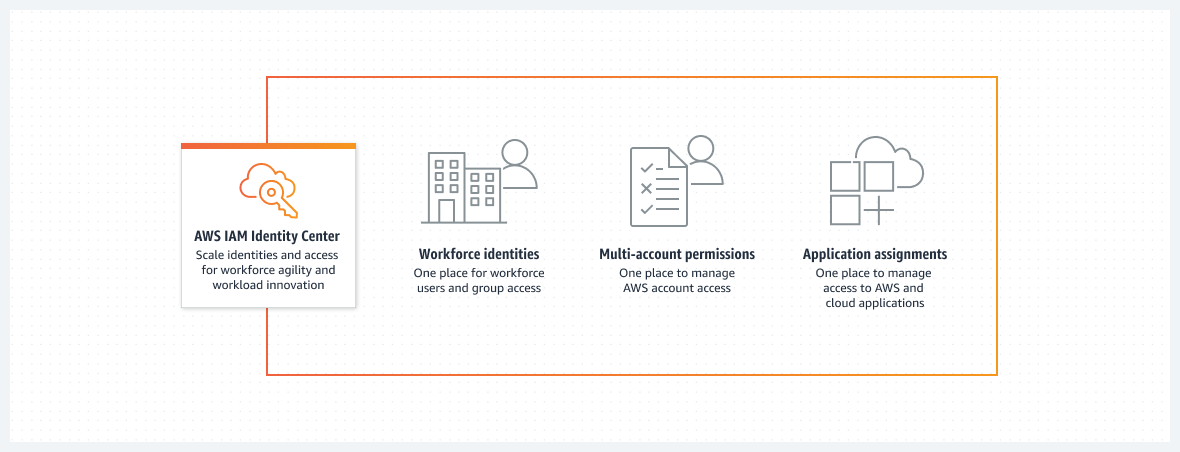 AWS IAM Identity Center
Scale identities and access
for workforce agility and
workload innovation
Workforce identities
One place for workforce
users and group access
Multi-account permissions
One place to manage
AWS account access
Application assignments
One place to manage
access to AWS and
cloud applications